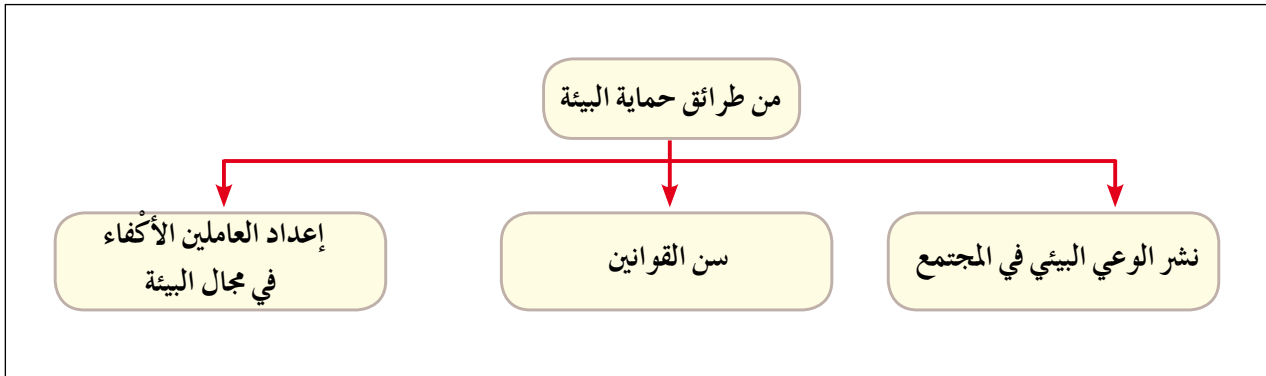 من طرائق حماية البيئة
نشر الوعي البيئي في المجتمع
سن القوانين
إعداد العاملين الأكْفاء
في مجال البيئة